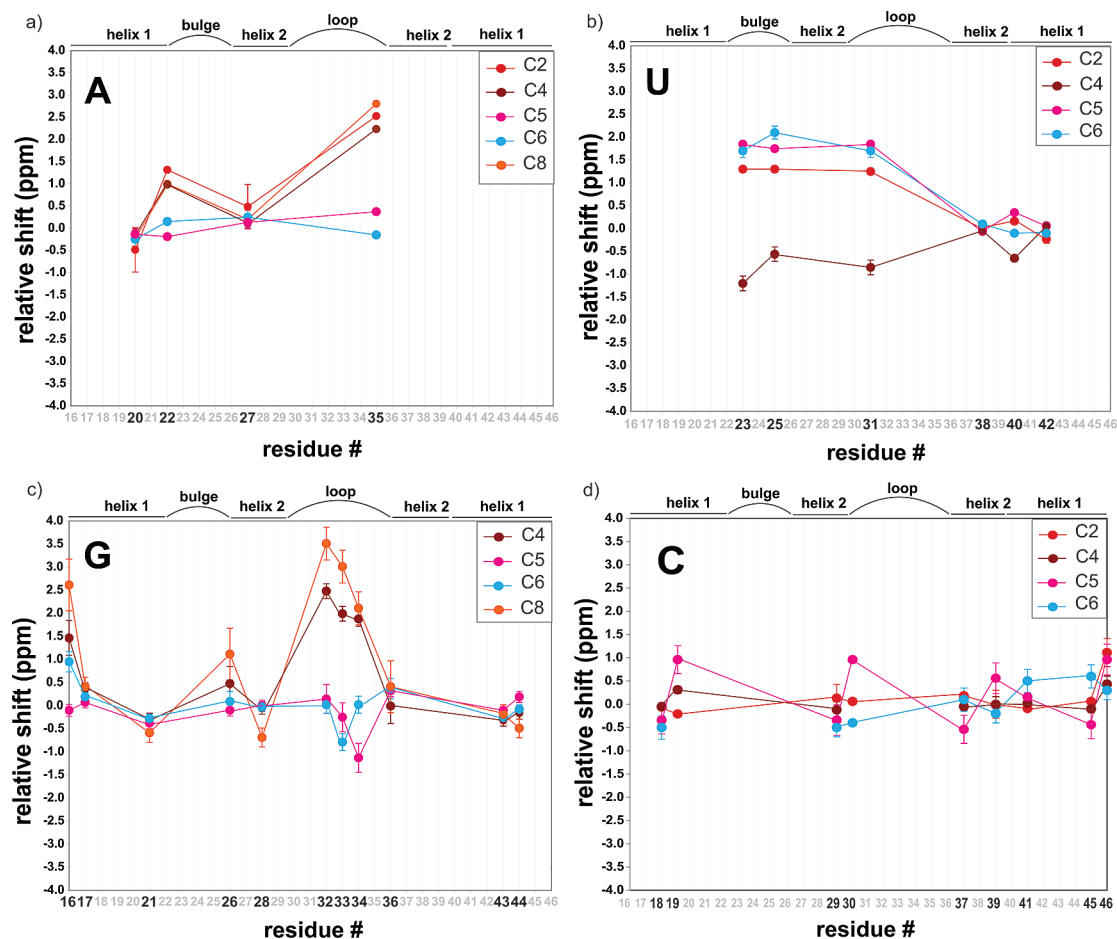 a)
helix 1 bulge helix 2 loop helix 2 helix 1
A
C2
C4
C5
C6
C8
relative shift (ppm)
4.0
3.5
3.0
2.5
2.0
1.5
1.0
0.5
0.0
-0.5
-1.0
-1.5
-2.0
-2.5
-3.0
-3.5
-4.0
16 17 18 19 20 21 22 23 24 25 26 27 28 29 30 31 32 33 34 35 36 37 38 39 40 41 42 43 44 45 46
residue #
b)
helix 1 bulge helix 2 loop helix 2 helix 1
U
C2
C4
C5
C6
relative shift (ppm)
4.0
3.5
3.0
2.5
2.0
1.5
1.0
0.5
0.0
-0.5
-1.0
-1.5
-2.0
-2.5
-3.0
-3.5
-4.0
16 17 18 19 20 21 22 23 24 25 26 27 28 29 30 31 32 33 34 35 36 37 38 39 40 41 42 43 44 45 46
residue #
c)
helix 1 bulge helix 2 loop helix 2 helix 1
G
C4
C5
C6
C8
relative shift (ppm)
4.0
3.5
3.0
2.5
2.0
1.5
1.0
0.5
0.0
-0.5
-1.0
-1.5
-2.0
-2.5
-3.0
-3.5
-4.0
16 17 18 19 20 21 22 23 24 25 26 27 28 29 30 31 32 33 34 35 36 37 38 39 40 41 42 43 44 45 46
residue #
d)
helix 1 bulge helix 2 loop helix 2 helix 1
C
C2
C4
C5
C6
relative shift (ppm)
4.0
3.5
3.0
2.5
2.0
1.5
1.0
0.5
0.0
-0.5
-1.0
-1.5
-2.0
-2.5
-3.0
-3.5
-4.0
16 17 18 19 20 21 22 23 24 25 26 27 28 29 30 31 32 33 34 35 36 37 38 39 40 41 42 43 44 45 46
residue #